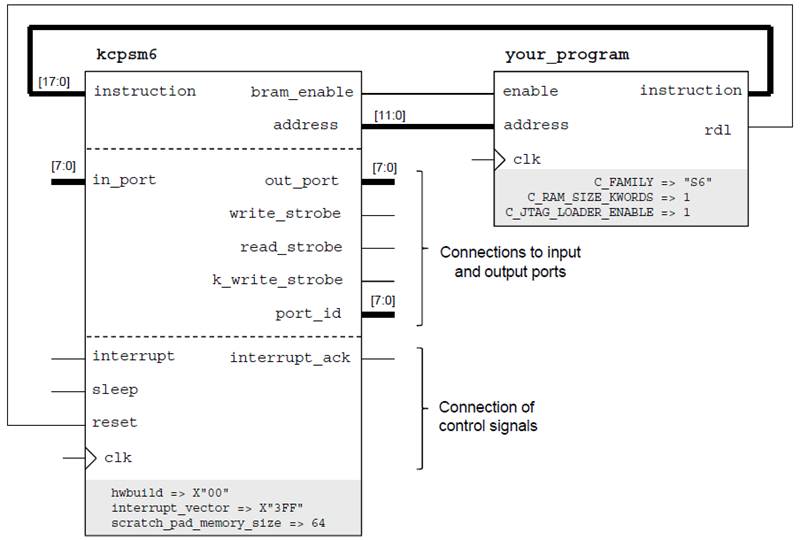 kcpsm6
your_program
[17:0]
instruction
bram_enable
enable
instruction
[11:0]
address
address
rdl
clk
[7:0]
in_port
out_port
[7:0]
C_FAMILY => "S6"
C_RAM_SIZE_KWORDS => 1
C_JTAG_LOADER_ENABLE => 1
write_strobe
read_strobe
k_write_strobe
[7:0]
port_id
Connections to input
and output ports
interrupt
interrupt_ack
sleep
reset
clk
Connection of
control signals
hwbuild => X"00"
interrupt_vector => X"3FF"
scratch_pad_memory_size => 64